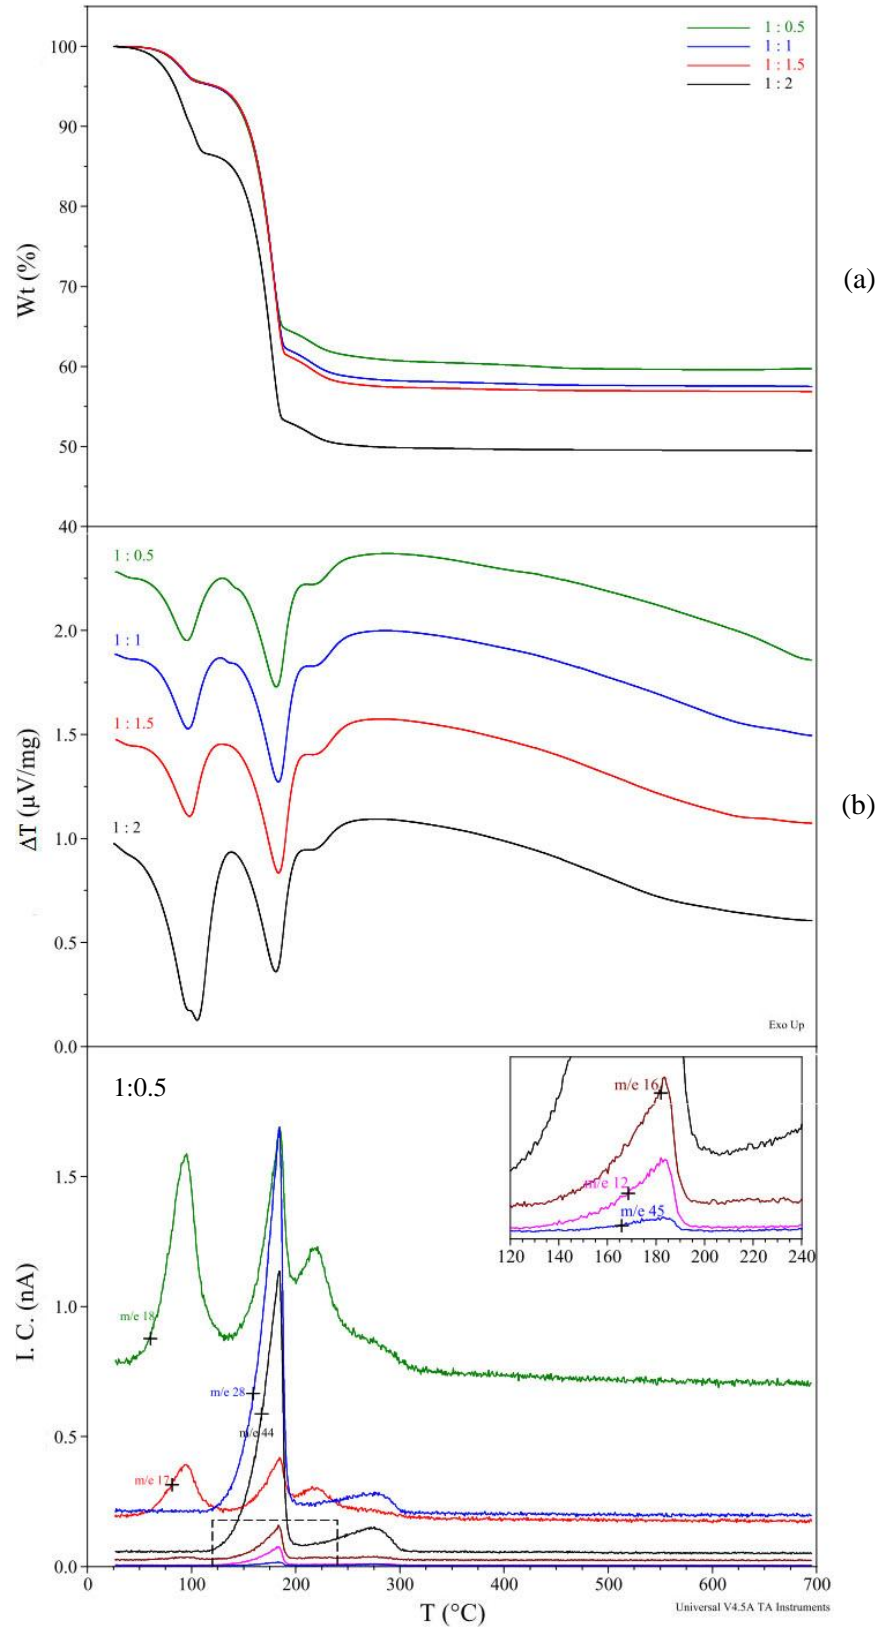 1 : 0.5
1 : 1
1 : 1.5
1 : 2
100
90
80
70
60
50
40
Wt (%)
(a)
1 : 0.5
1 : 1
1 : 1.5
1 : 2
2.0
1.5
1.0
0.5
0.0
ΔT (μV/mg)
(b)
Exo Up
1:0.5
m/e 16
m/e 12
m/e 45
120 140 160 180 200 220 240
1.5
1.0
0.5
0.0
I. C. (nA)
m/e 18
m/e 28
m/e 44
m/e 17
0 100 200 300 400 500 600 700
T (°C)
Universal V4.5A TA Instruments